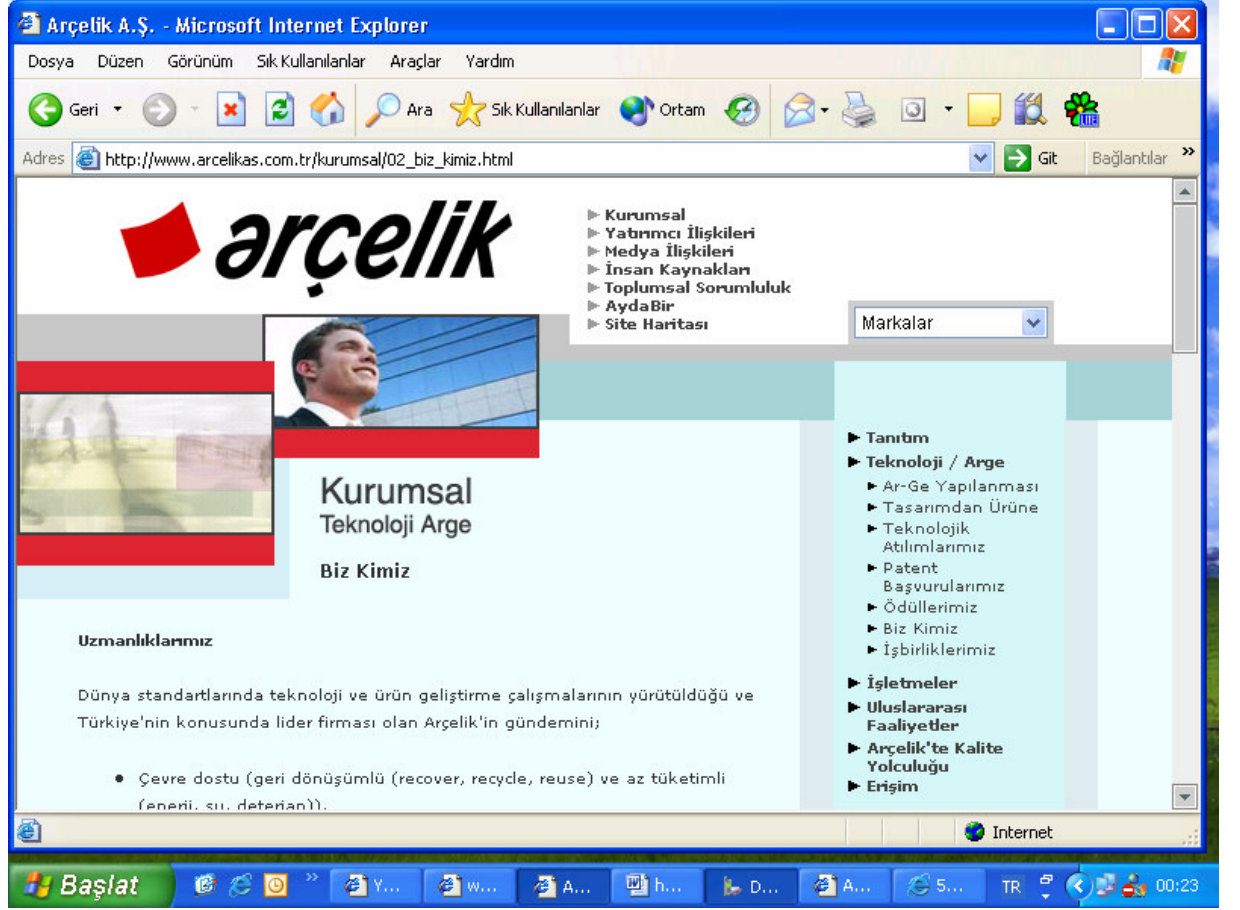 Arçelik A.Ş. - Microsoft Internet Explorer
Dosya Düzen Görünüm Sık Kullanılanlar Araçlar Yardım
Geri Ara Sık Kullanılanlar Ortam
Adres http://www.arcelikas.com.tr/kurumsal/02_biz_kimiz.html Git Bağlantılar »
arçelik
Kurumsal
Yatırımcı İlişkileri
Medya İlişkileri
İnsan Kaynakları
Toplumsal Sorumluluk
AydaBir
Site Haritası
Markalar
Kurumsal
Teknoloji Arge
Biz Kimiz
Uzmanlıklarımız
Dünya standartlarında teknoloji ve ürün geliştirme çalışmalarının yürütüldüğü ve
Türkiye'nin konusunda lider firması olan Arçelik'in gündemini;
• Çevre dostu (geri dönüşümlü (recover, recycle, reuse) ve az tüketimli
(enerji, su, deterjan)),
Tanıtım
Teknoloji / Arge
Ar-Ge Yapılanması
Tasarımdan Ürüne
Teknolojik
Atılımlarımız
Patent
Başvurularımız
Ödüllerimiz
Biz Kimiz
İşbirliklerimiz
İşletmeler
Uluslararası
Faaliyetler
Arçelik'te Kalite
Yolculuğu
Erişim
Internet
Başlat » Y... w... A... h... D... A... 5... TR 00:23